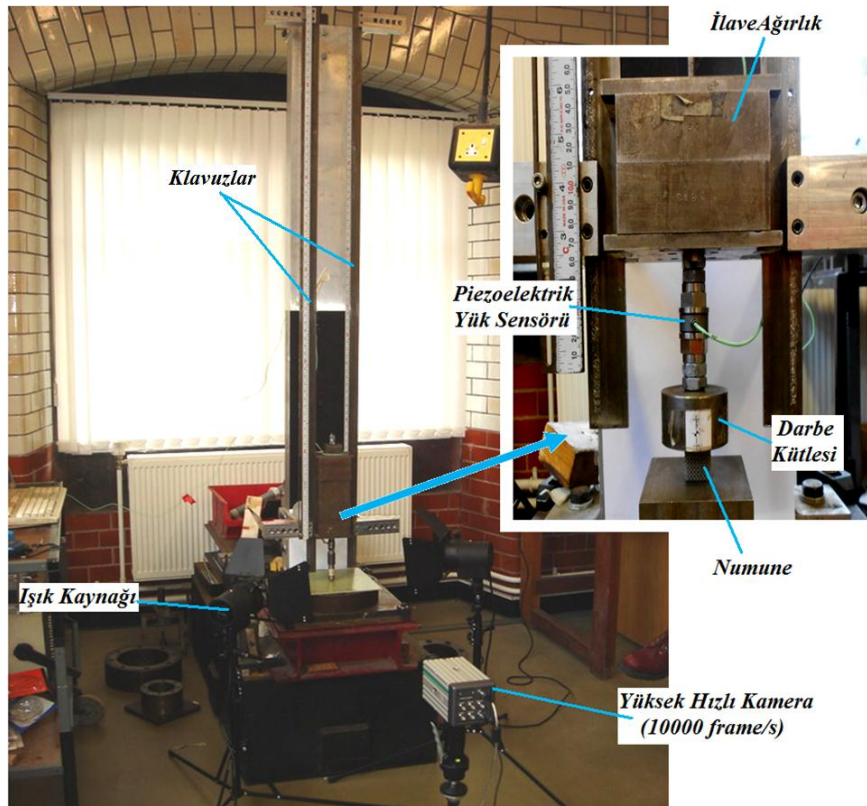 İlaveAğırlık
Klavuzlar
Piezoelektrik
Yük Sensörü
Darbe
Kütlesi
Numune
Işık Kaynağı
Yüksek Hızlı Kamera
(10000 frame/s)